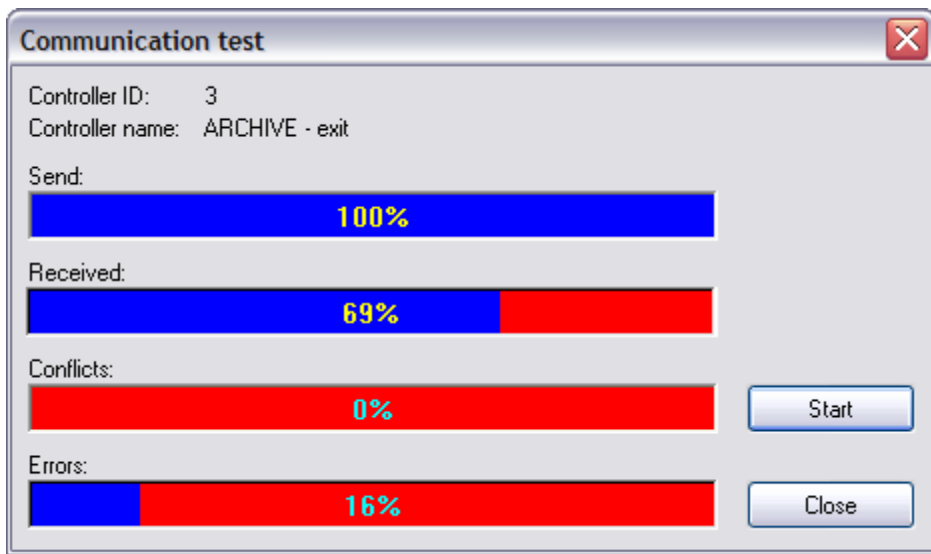 Communication test
Controller ID: 3
Controller name: ARCHIVE - exit
Send:
100%
Received:
69%
Conflicts:
0%
Start
Errors:
16%
Close